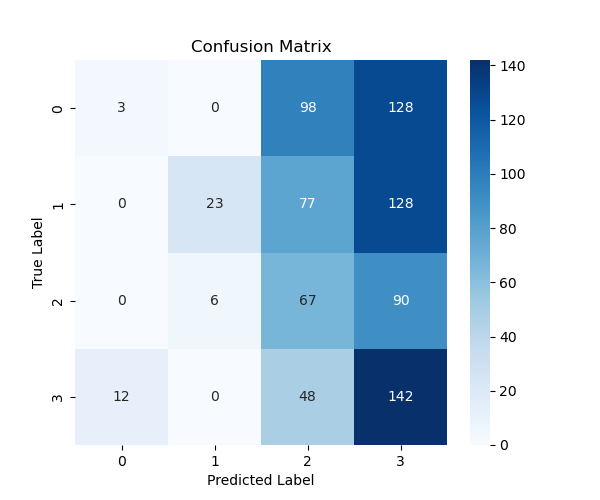 Confusion Matrix
True Label
0 3 0 98 128
1 0 23 77 128
2 0 6 67 90
3 12 0 48 142
0 1 2 3
Predicted Label
140
120
100
80
60
40
20
0